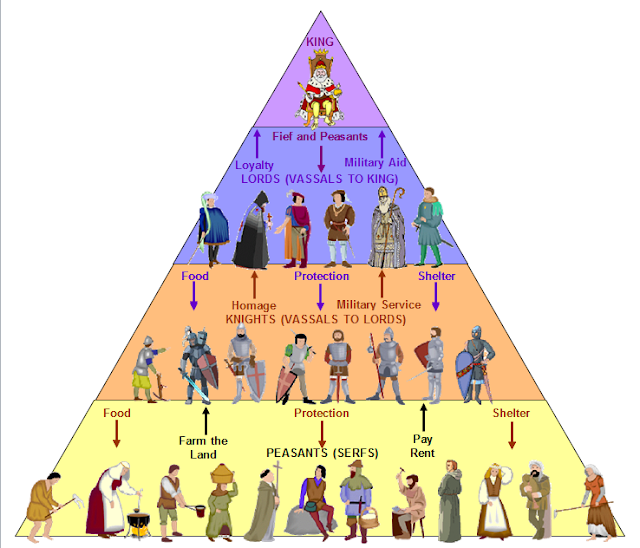 KING
Fief and Peasants
Loyalty
Military Aid
LORDS (VASSALS TO KING)
Food
Protection
Shelter
Homage
Military Service
KNIGHTS (VASSALS TO LORDS)
Food
Protection
Shelter
Farm the
Land
Pay
Rent
PEASANTS (SERFS)